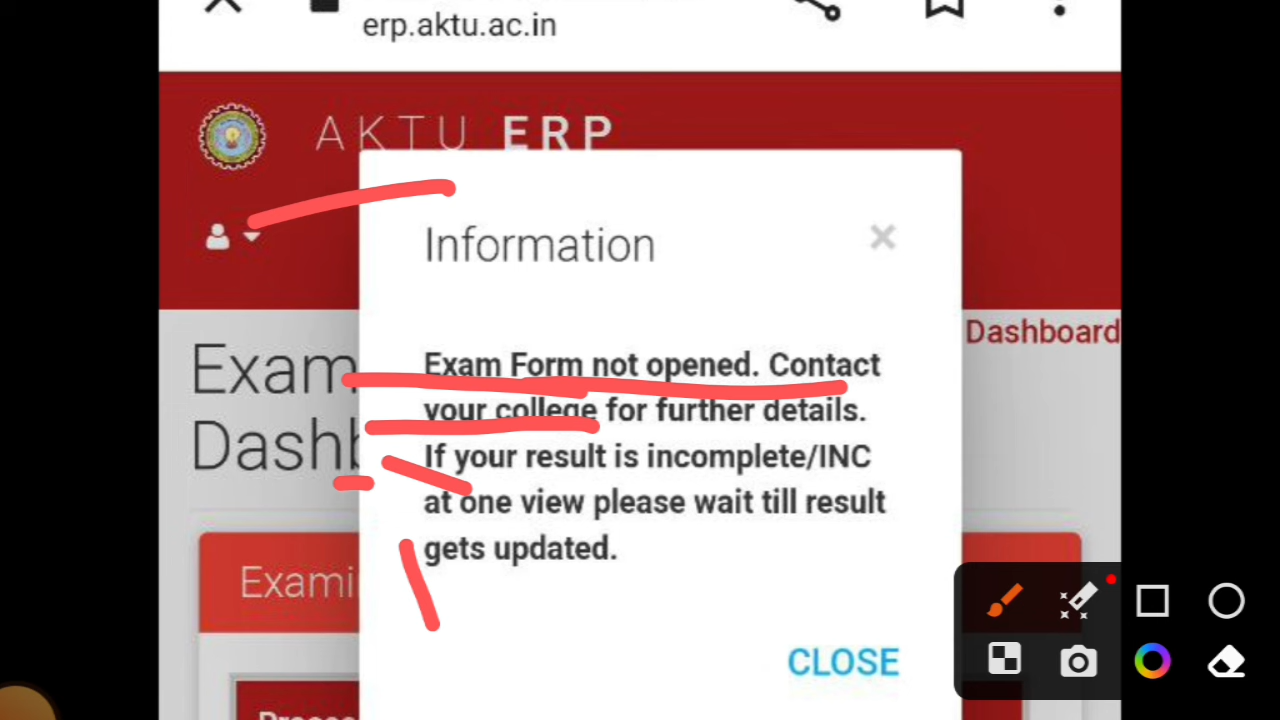 erp.aktu.ac.in
AKTU ERP
Information
Dashboard
Exam
Dashb
Exam Form not opened. Contact
your college for further details.
If your result is incomplete/INC
at one view please wait till result
gets updated.
Exami
CLOSE